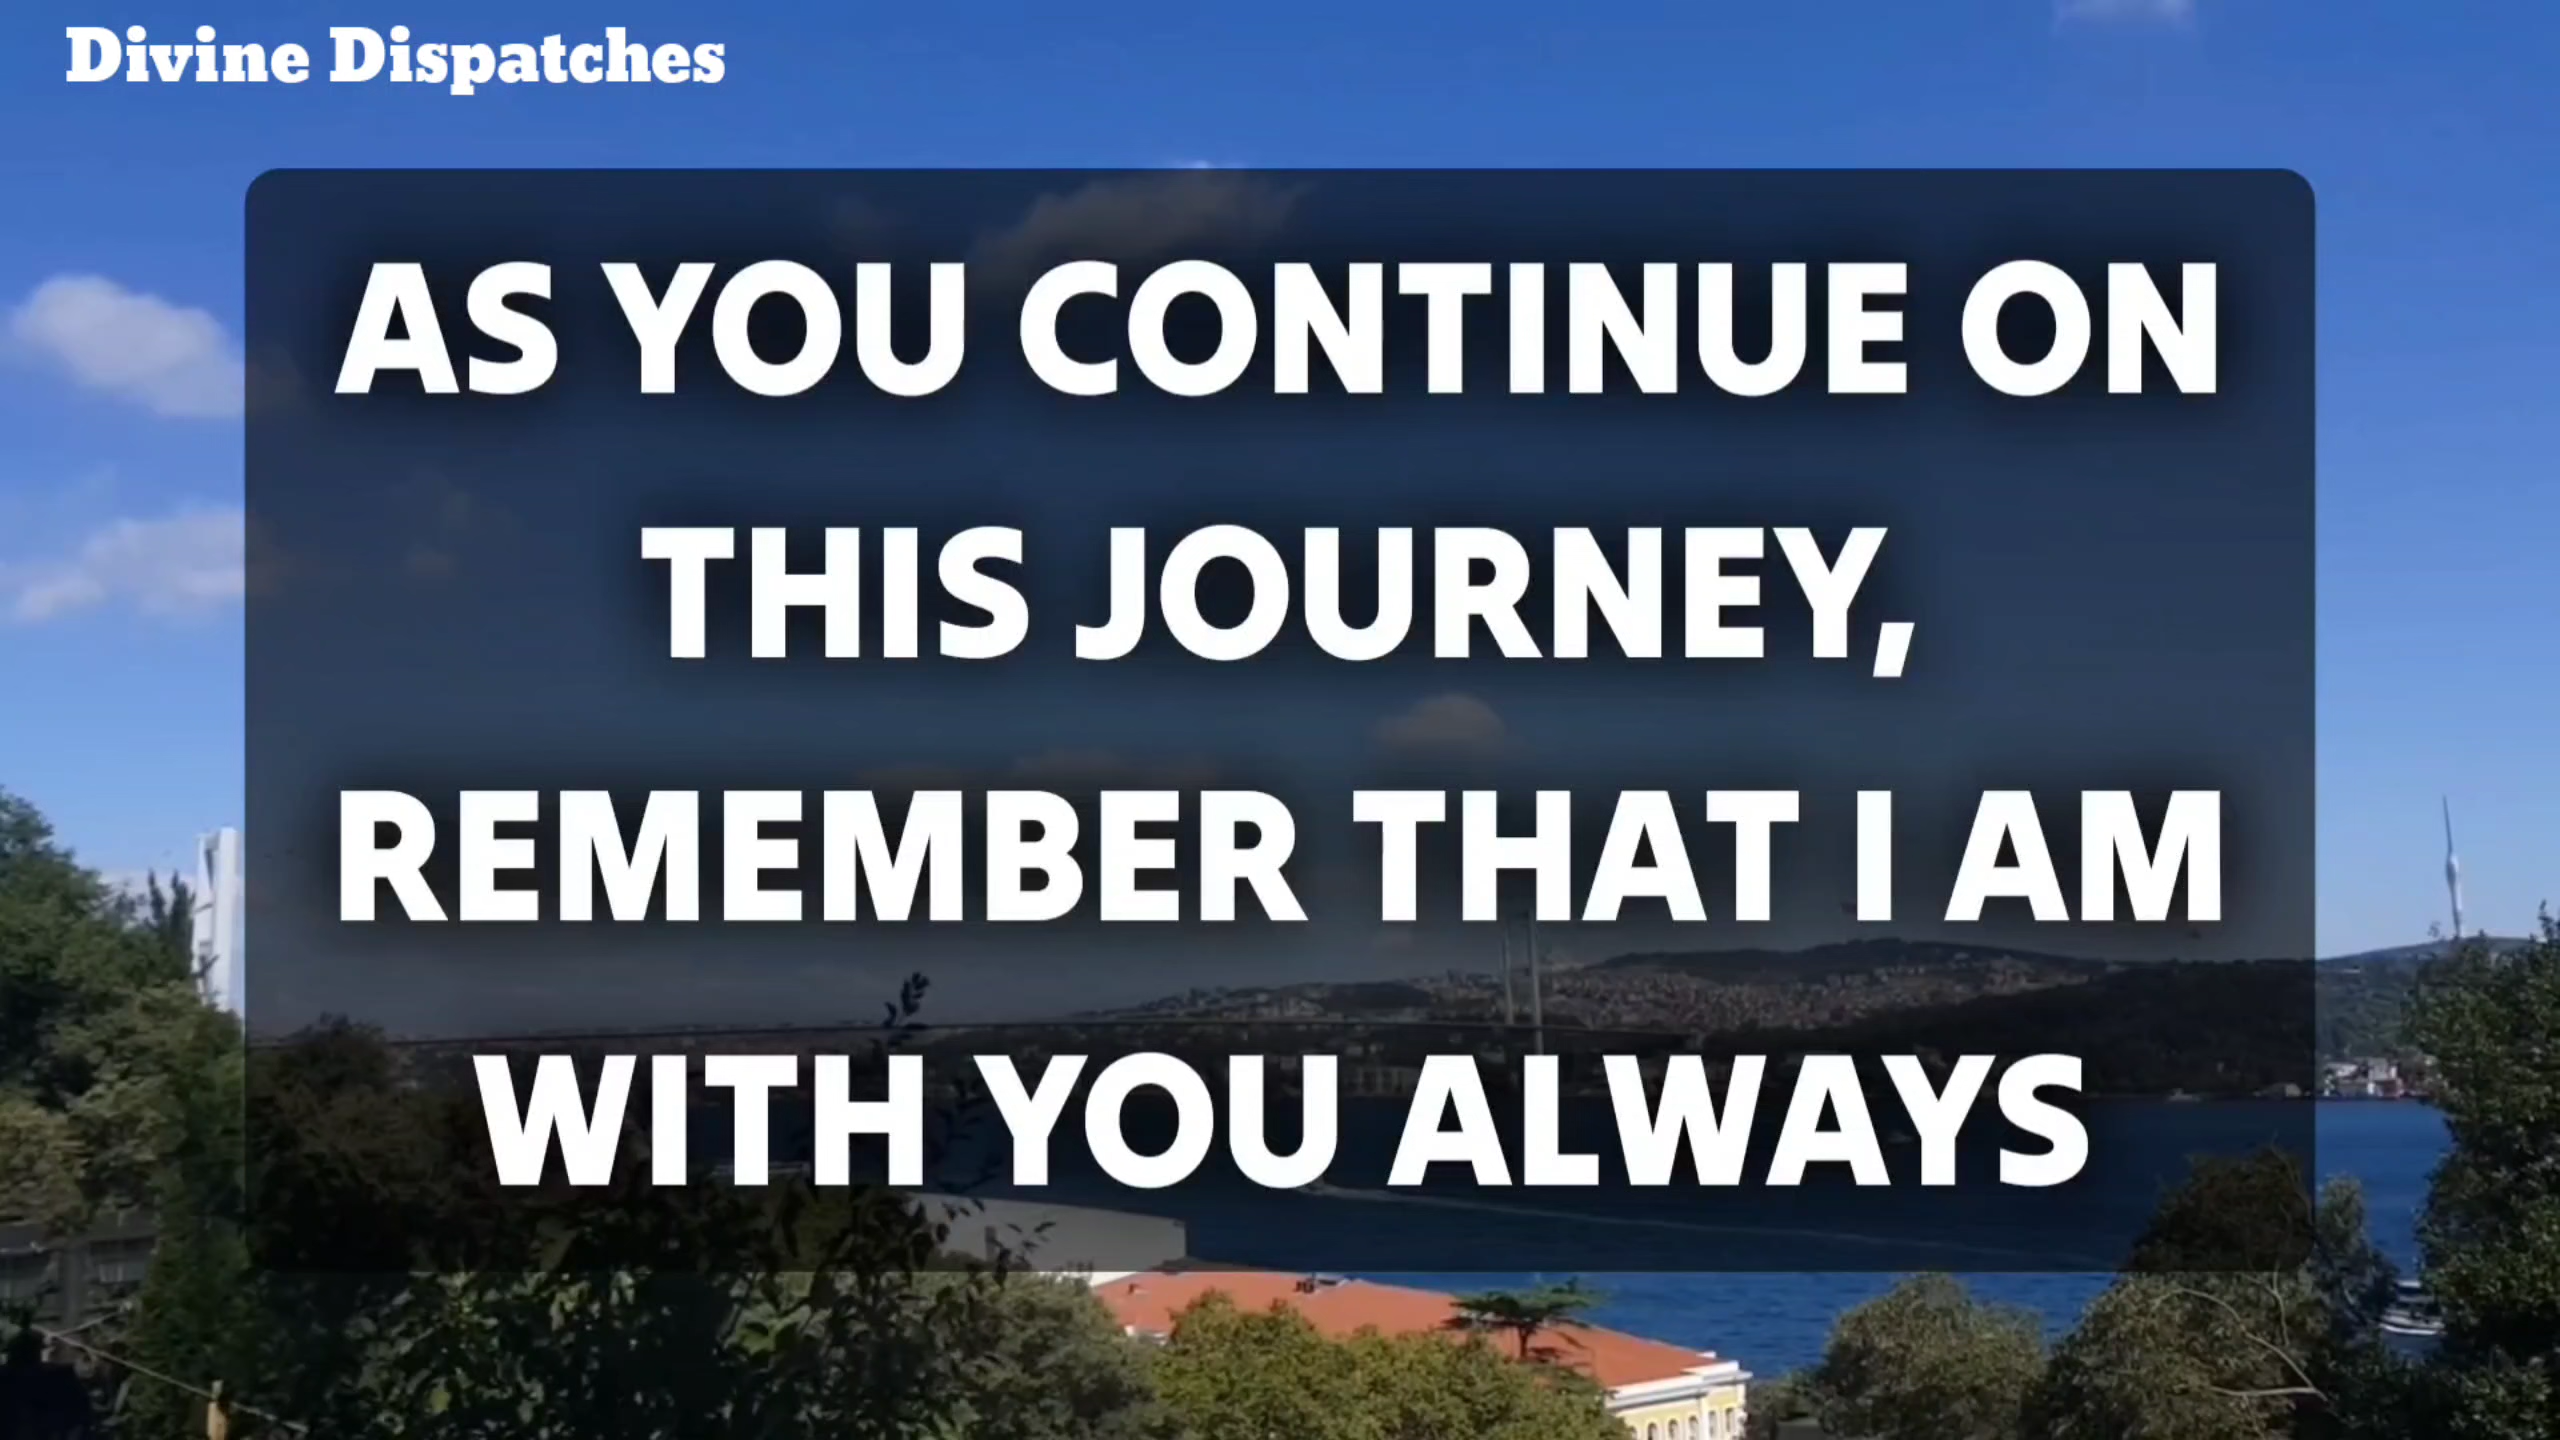 Divine Dispatches
AS YOU CONTINUE ON
THIS JOURNEY,
REMEMBER THAT I AM
WITH YOU ALWAYS